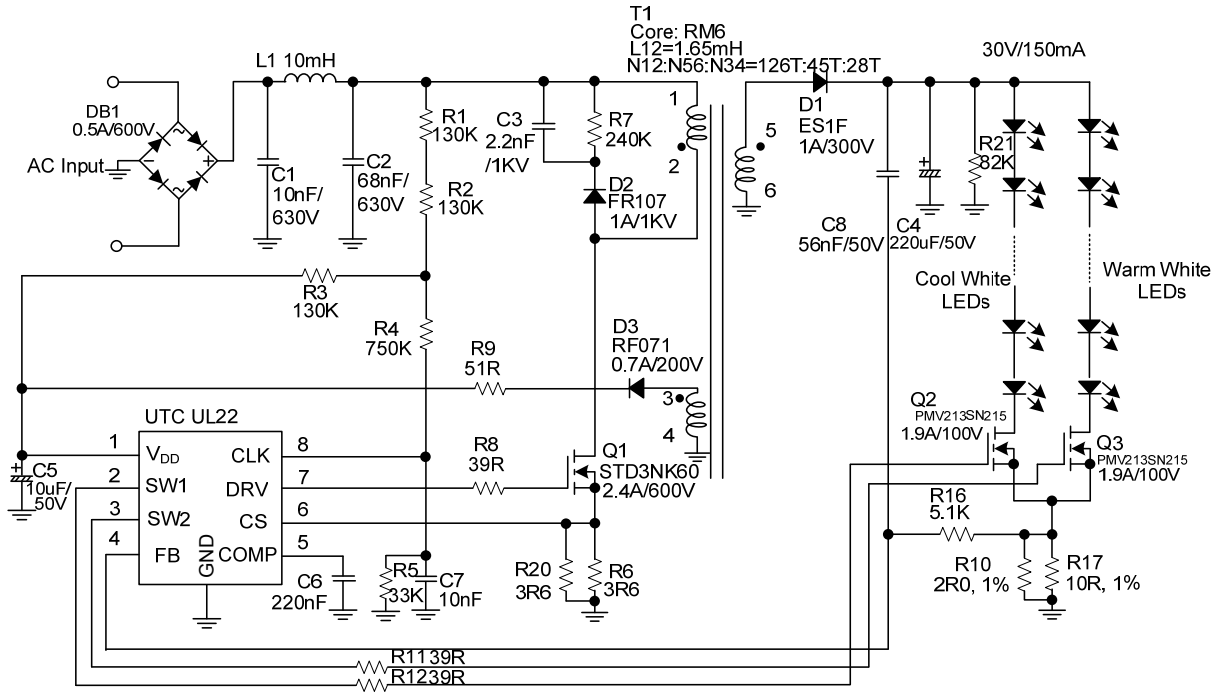 T1
Core: RM6
L12=1.65mH
N12:N56:N34=126T:45T:28T
30V/150mA
L1 10mH
DB1
0.5A/600V
AC Input
C1
10nF/
630V
C2
68nF/
630V
R1
130K
R2
130K
C3
2.2nF
/1KV
R7
240K
D2
FR107
1A/1KV
1
2
5
6
D1
ES1F
1A/300V
R21
82K
C8
56nF/50V
C4
220uF/50V
Cool White
LEDs
Warm White
LEDs
R3
130K
R4
750K
R9
51R
D3
RF071
0.7A/200V
3
4
UTC UL22
1
2
3
4
VDD
SW1
SW2
FB
GND
CLK
DRV
CS
COMP
8
7
6
5
C5
10uF/
50V
R8
39R
Q1
STD3NK60
2.4A/600V
Q2
PMV213SN215
1.9A/100V
Q3
PMV213SN215
1.9A/100V
R16
5.1K
R10
2R0, 1%
R17
10R, 1%
C6
220nF
R5
33K
C7
10nF
R20
3R6
R6
3R6
R1139R
R1239R